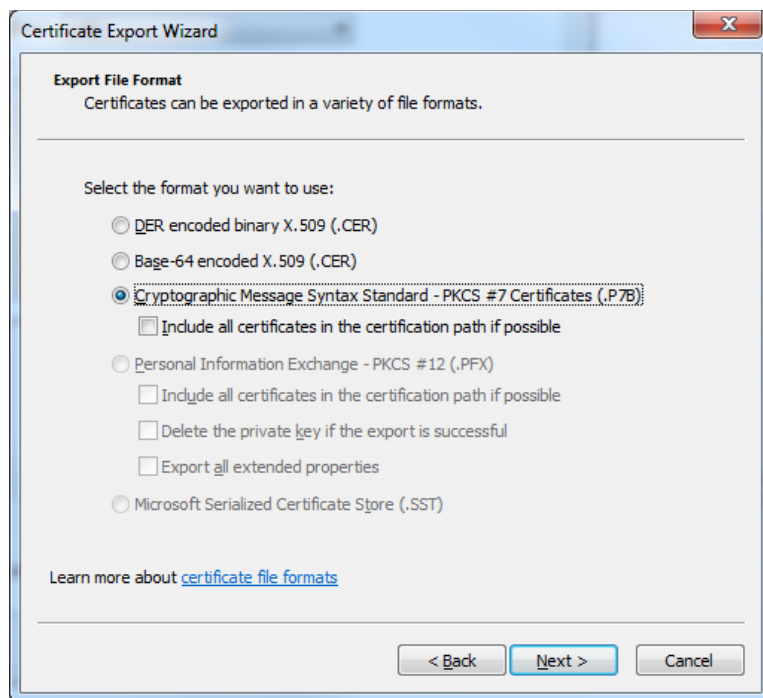 Certificate Export Wizard
Export File Format
Certificates can be exported in a variety of file formats.
Select the format you want to use:
DER encoded binary X.509 (.CER)
Base-64 encoded X.509 (.CER)
Cryptographic Message Syntax Standard - PKCS #7 Certificates (.P7B)
Include all certificates in the certification path if possible
Personal Information Exchange - PKCS #12 (.PFX)
Include all certificates in the certification path if possible
Delete the private key if the export is successful
Export all extended properties
Microsoft Serialized Certificate Store (.SST)
Learn more about certificate file formats
< Back Next > Cancel